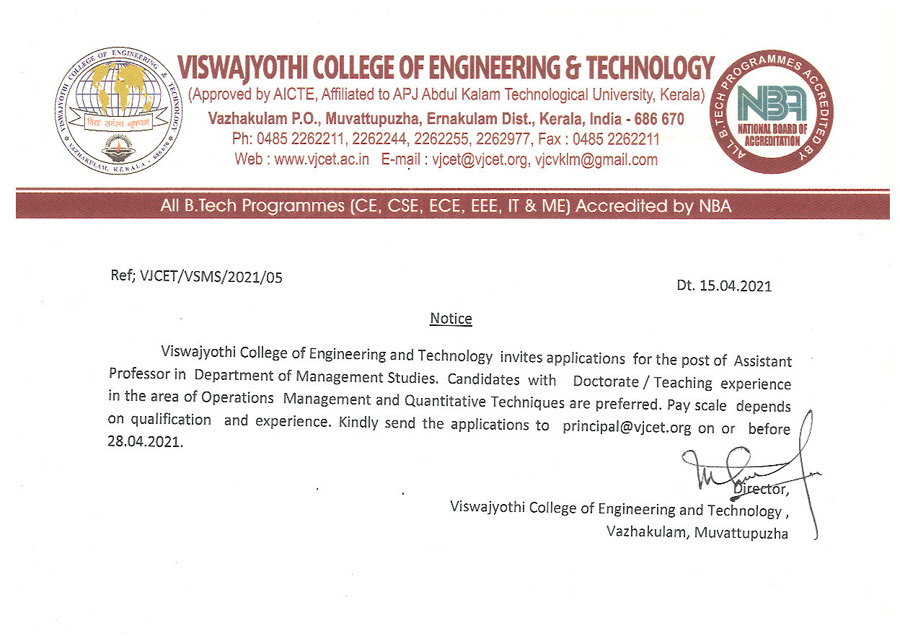 VISWAJYOTHI COLLEGE OF ENGINEERING & TECHNOLOGY
(Approved by AICTE, Affiliated to APJ Abdul Kalam Technological University, Kerala)
Vazhakulam P.O., Muvattupuzha, Ernakulam Dist., Kerala, India - 686 670
Ph: 0485 2262211, 2262244, 2262255, 2262977, Fax : 0485 2262211
Web : www.vjcet.ac.in E-mail : vjcet@vjcet.org, vjcvklm@gmail.com
VISWAJYOTHI COLLEGE OF ENGINEERING & TECHNOLOGY
VAZHAKULAM, KERALA - 686 670
विद्या सर्वस्य भूषणम्
ALL B.TECH PROGRAMMES ACCREDITED BY
NBA
NATIONAL BOARD OF
ACCREDITATION
All B.Tech Programmes (CE, CSE, ECE, EEE, IT & ME) Accredited by NBA
Ref; VJCET/VSMS/2021/05
Dt. 15.04.2021
Notice
Viswajyothi College of Engineering and Technology invites applications for the post of Assistant
Professor in Department of Management Studies. Candidates with Doctorate / Teaching experience
in the area of Operations Management and Quantitative Techniques are preferred. Pay scale depends
on qualification and experience. Kindly send the applications to principal@vjcet.org on or before
28.04.2021.
Director,
Viswajyothi College of Engineering and Technology ,
Vazhakulam, Muvattupuzha